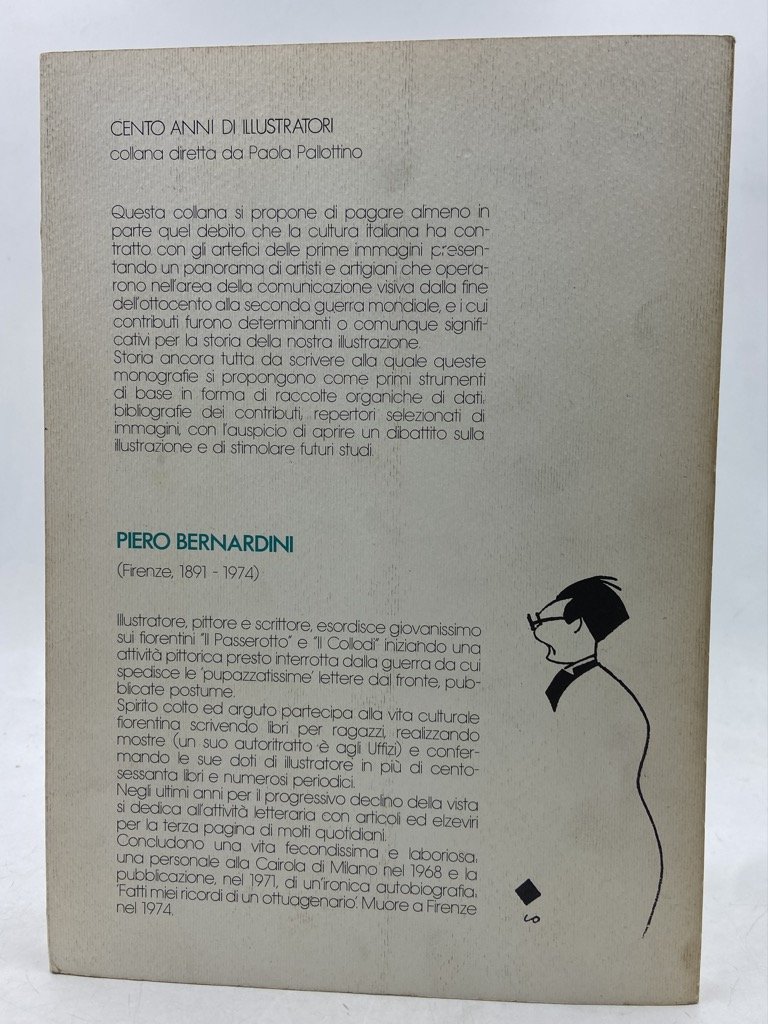 CENTO ANNI DI ILLUSTRATORI
collana diretta da Paola Pallottino
Questa collana si propone di pagare almeno in
parte quel debito che la cultura italiana ha con-
tratto con gli artefici delle prime immagini presen-
tando un panorama di artisti e artigiani che opera-
rono nell'area della comunicazione visiva dalla fine
dell'ottocento alla seconda guerra mondiale, e i cui
contributi furono determinanti o comunque signifi-
cativi per la storia della nostra illustrazione.
Storia ancora tutta da scrivere alla quale queste
monografie si propongono come primi strumenti
di base in forma di raccolte organiche di dati,
bibliografie dei contributi, repertori selezionati di
immagini, con l'auspicio di aprire un dibattito sulla
illustrazione e di stimolare futuri studi.
PIERO BERNARDINI
(Firenze, 1891 - 1974)
Illustratore, pittore e scrittore, esordisce giovanissimo
sui fiorentini "Il Passerotto" e "Il Collodi" iniziando una
attività pittorica presto interrotta dalla guerra da cui
spedisce le 'pupazzatissime' lettere dal fronte, pub-
blicate postume.
Spirito colto ed arguto partecipa alla vita culturale
fiorentina scrivendo libri per ragazzi, realizzando
mostre (un suo autoritratto è agli Uffizi) e confer-
mando le sue doti di illustratore in più di cento-
sessanta libri e numerosi periodici.
Negli ultimi anni per il progressivo declino della vista
si dedica all'attività letteraria con articoli ed elzeviri
per la terza pagina di molti quotidiani.
Concludono una vita fecondissima e laboriosa,
una personale alla Cairola di Milano nel 1968 e la
pubblicazione, nel 1971, di un'ironica autobiografia,
'Fatti miei ricordi di un ottuagenario'. Muore a Firenze
nel 1974.